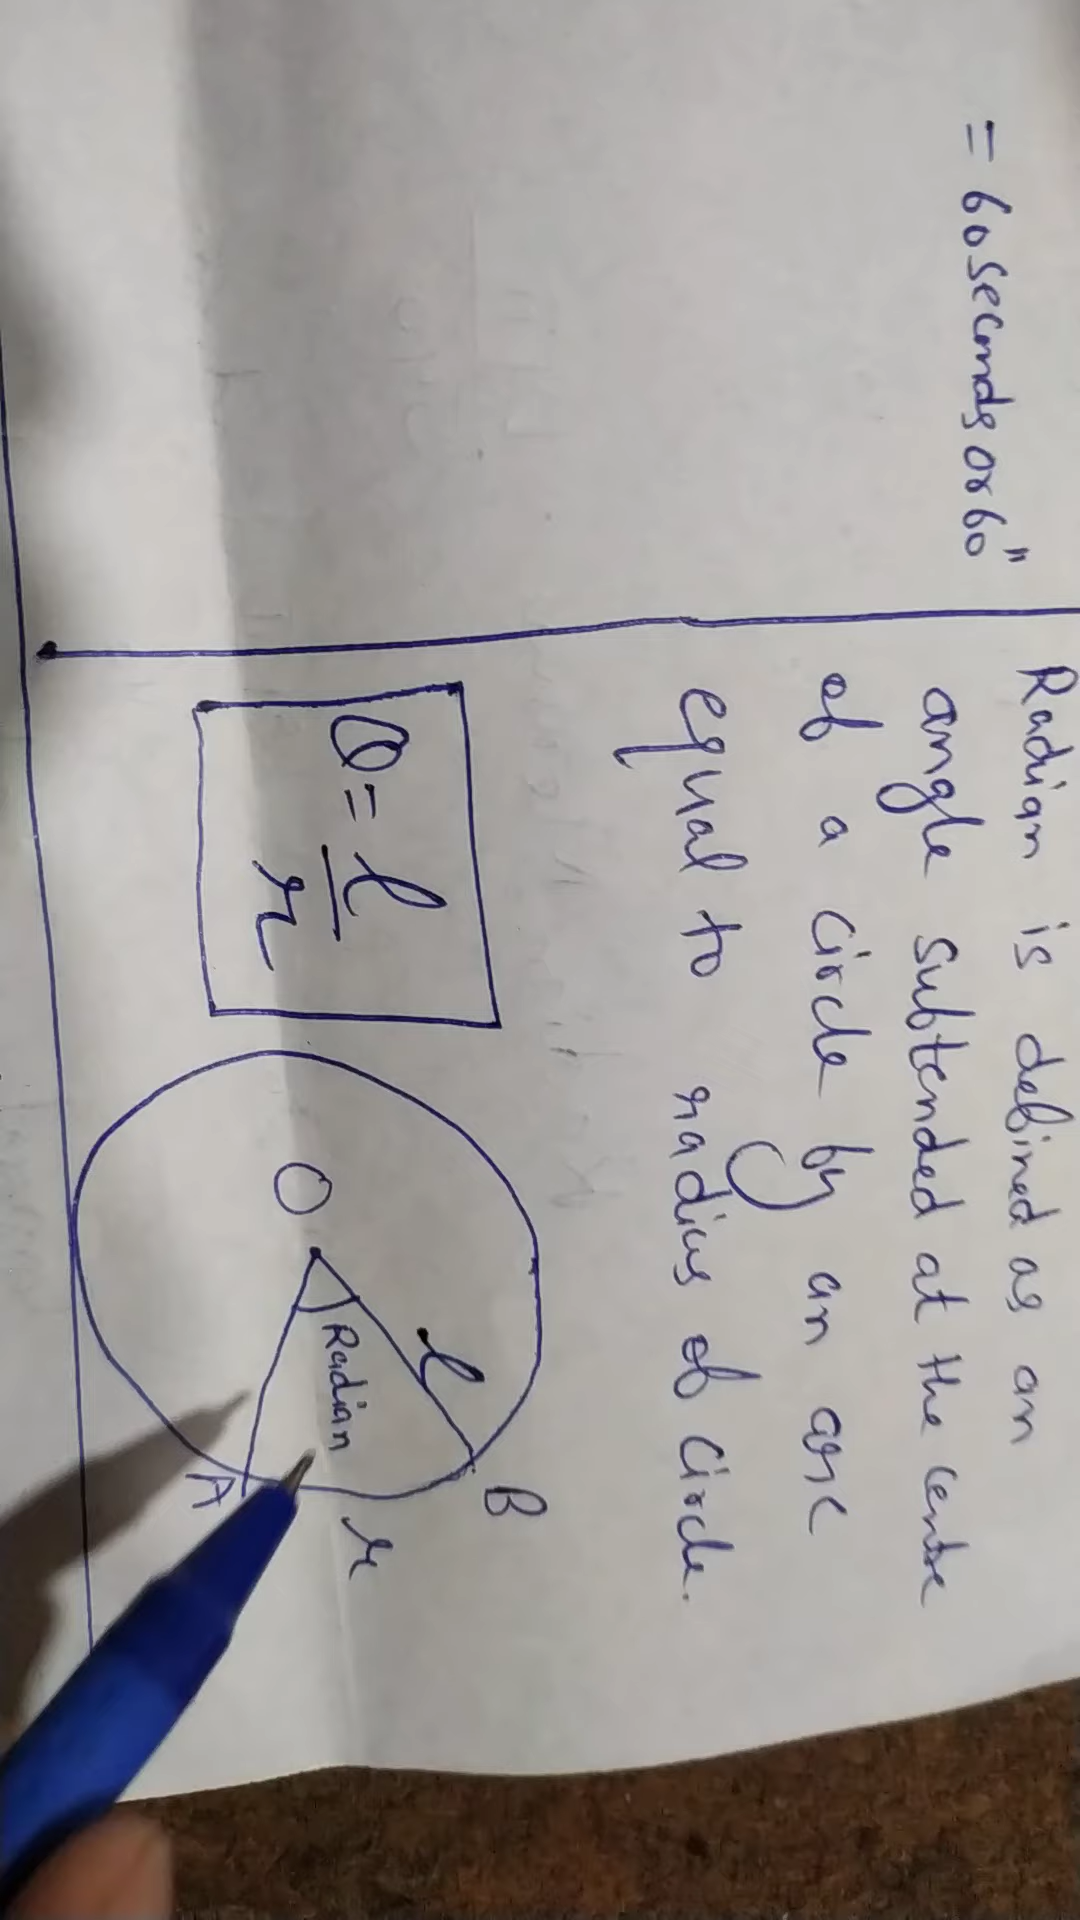 = 60 seconds or 60"
Radian is defined as an
angle subtended at the centre
of a circle by an arc
equal to radius of circle.
θ = l
r
O
Radian
l
B
A
r